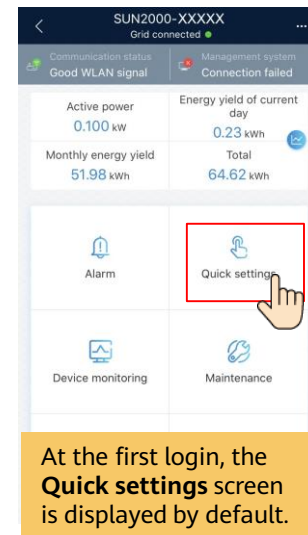 SUN2000-XXXXX
Grid connected
Communication status
Good WLAN signal
Management system
Connection failed
Active power
0.100 kW
Energy yield of current
day
0.23 kWh
Monthly energy yield
51.98 kWh
Total
64.62 kWh
Alarm
Quick settings
Device monitoring
Maintenance
At the first login, the
Quick settings screen
is displayed by default.